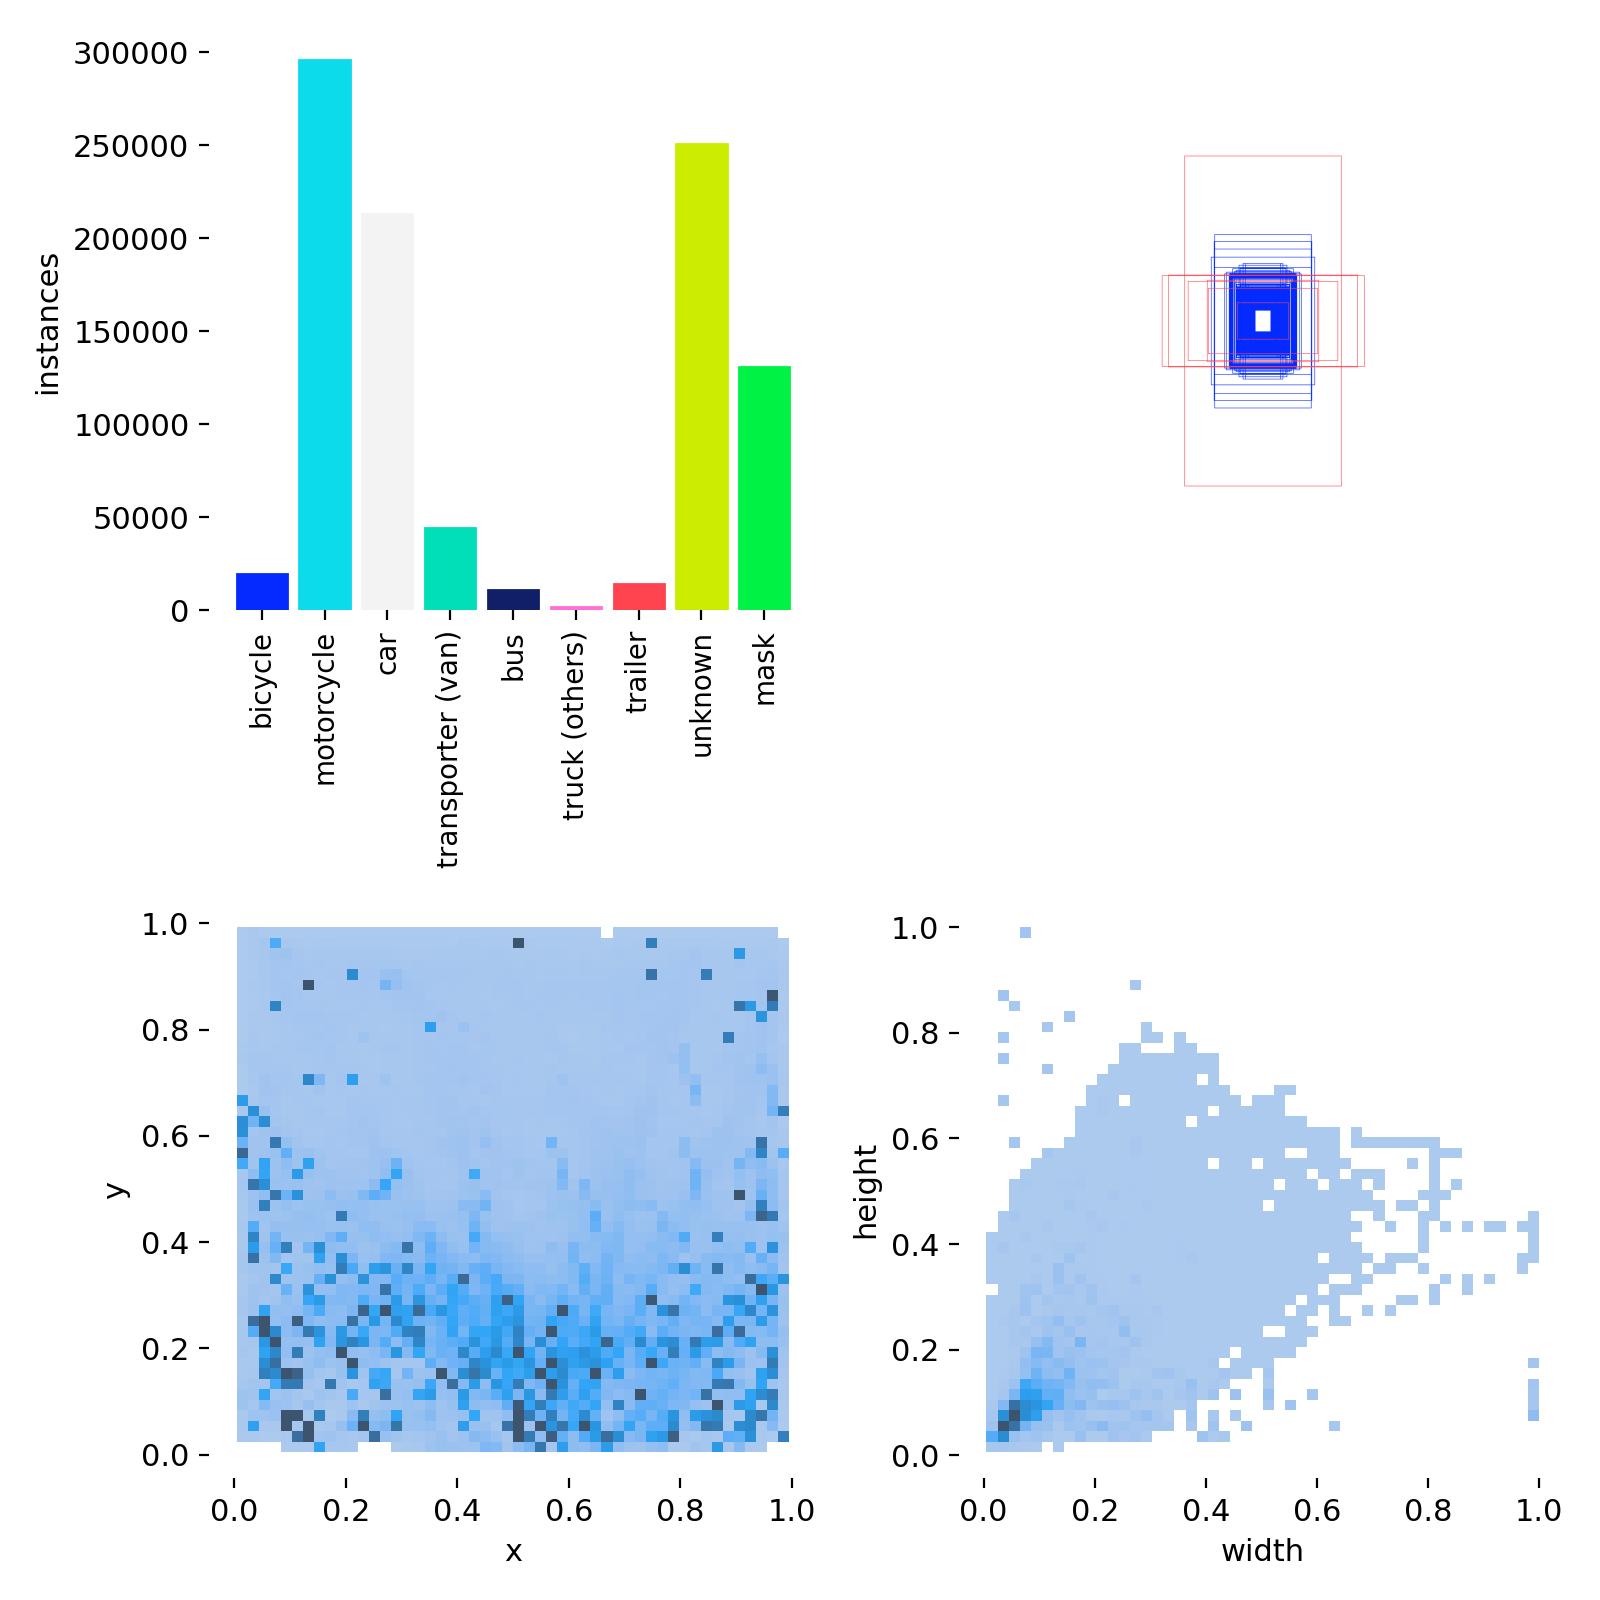 300000
250000
200000
150000
100000
50000
0
instances
bicycle
motorcycle
car
transporter (van)
bus
truck (others)
trailer
unknown
mask
1.0
0.8
0.6
0.4
0.2
0.0
y
0.0 0.2 0.4 0.6 0.8 1.0
x
1.0
0.8
0.6
0.4
0.2
0.0
height
0.0 0.2 0.4 0.6 0.8 1.0
width